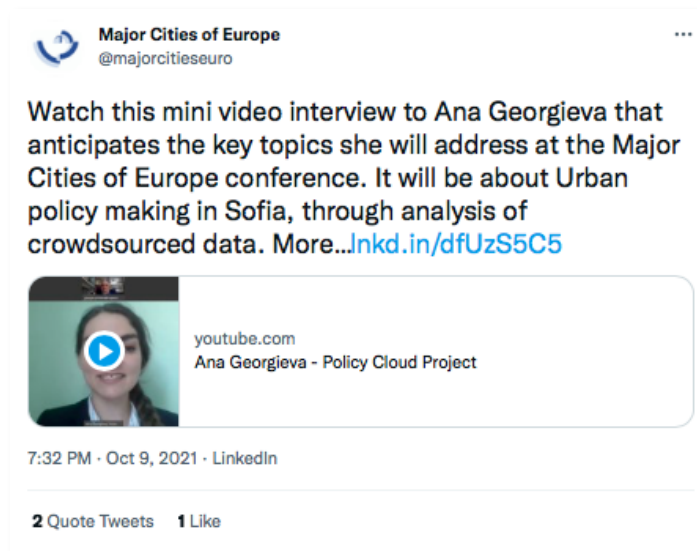 Major Cities of Europe
@majorcitieseuro
Watch this mini video interview to Ana Georgieva that
anticipates the key topics she will address at the Major
Cities of Europe conference. It will be about Urban
policy making in Sofia, through analysis of
crowdsourced data. More...lnkd.in/dfUzS5C5
youtube.com
Ana Georgieva - Policy Cloud Project
7:32 PM · Oct 9, 2021 · LinkedIn
2 Quote Tweets 1 Like